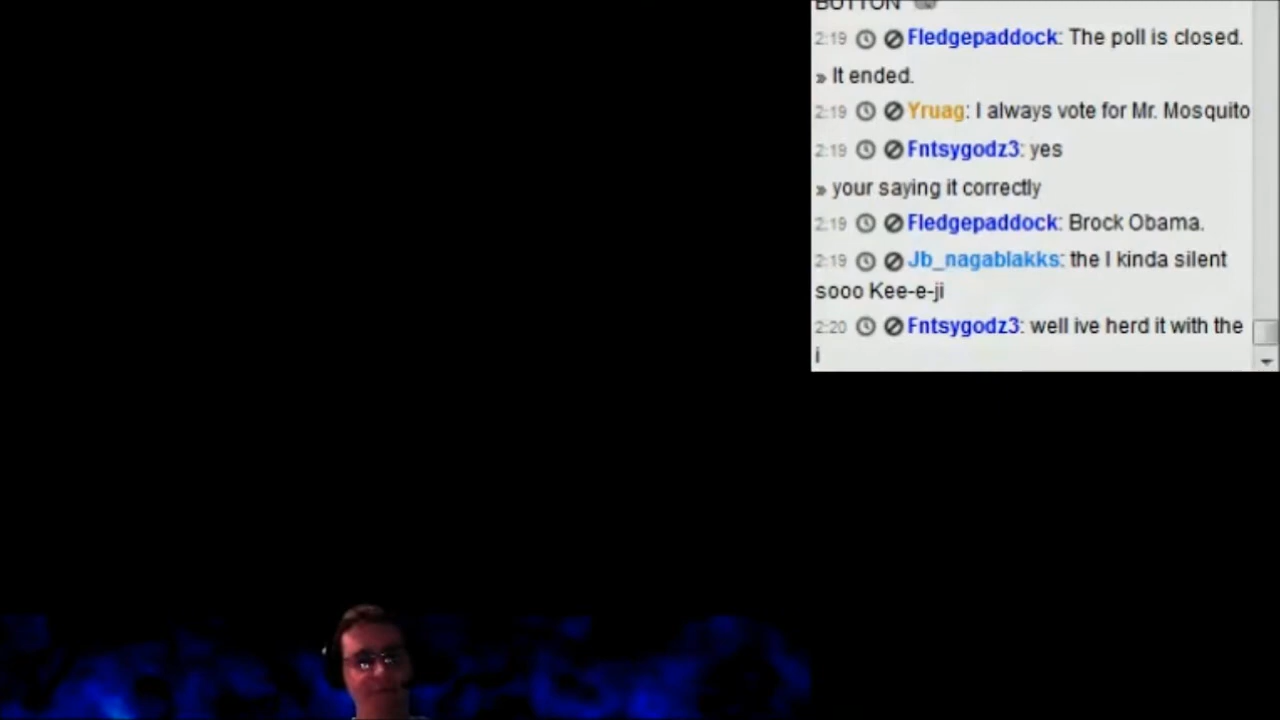 BUTTON
2:19 Fledgepaddock: The poll is closed.
» It ended.
2:19 Yruag: I always vote for Mr. Mosquito
2:19 Fntsygodz3: yes
» your saying it correctly
2:19 Fledgepaddock: Brock Obama.
2:19 Jb_nagablakks: the I kinda silent
sooo Kee-e-ji
2:20 Fntsygodz3: well ive herd it with the
i